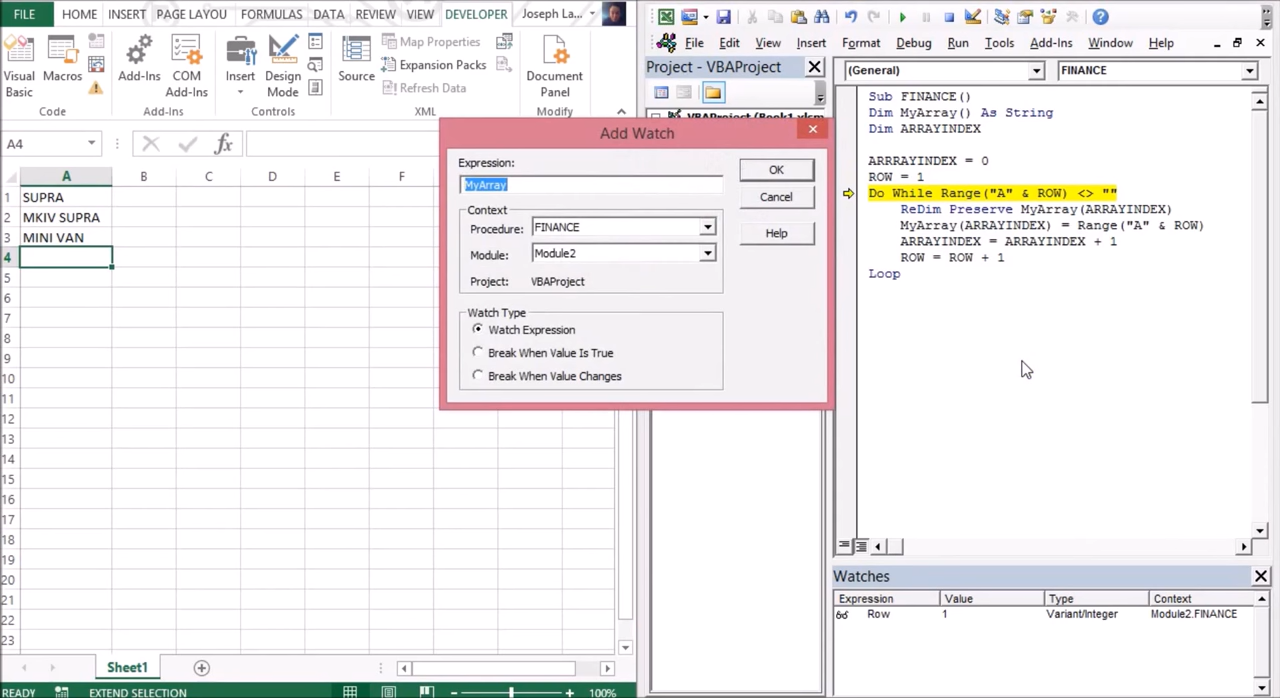 FILE HOME INSERT PAGE LAYOU FORMULAS DATA REVIEW VIEW DEVELOPER Joseph La...
Visual Basic
Macros
Add-Ins
COM Add-Ins
Insert
Design Mode
Source
Map Properties
Expansion Packs
Refresh Data
Document Panel
Code Add-Ins Controls XML Modify
A4 fx
A B C D E F
1 SUPRA
2 MKIV SUPRA
3 MINI VAN
4
5
6
7
8
9
10
11
12
13
14
15
16
17
18
19
20
21
22
23
Sheet1
READY EXTEND SELECTION 100%
File Edit View Insert Format Debug Run Tools Add-Ins Window Help
Project - VBAProject
VBAProject (Book1.xlsm
(General) FINANCE
Sub FINANCE()
Dim MyArray() As String
Dim ARRAYINDEX
ARRRAYINDEX = 0
ROW = 1
Do While Range("A" & ROW) <> ""
ReDim Preserve MyArray(ARRAYINDEX)
MyArray(ARRAYINDEX) = Range("A" & ROW)
ARRAYINDEX = ARRAYINDEX + 1
ROW = ROW + 1
Loop
Add Watch
Expression:
MyArray
OK
Cancel
Help
Context
Procedure: FINANCE
Module: Module2
Project: VBAProject
Watch Type
Watch Expression
Break When Value Is True
Break When Value Changes
Watches
Expression Value Type Context
Row 1 Variant/Integer Module2.FINANCE